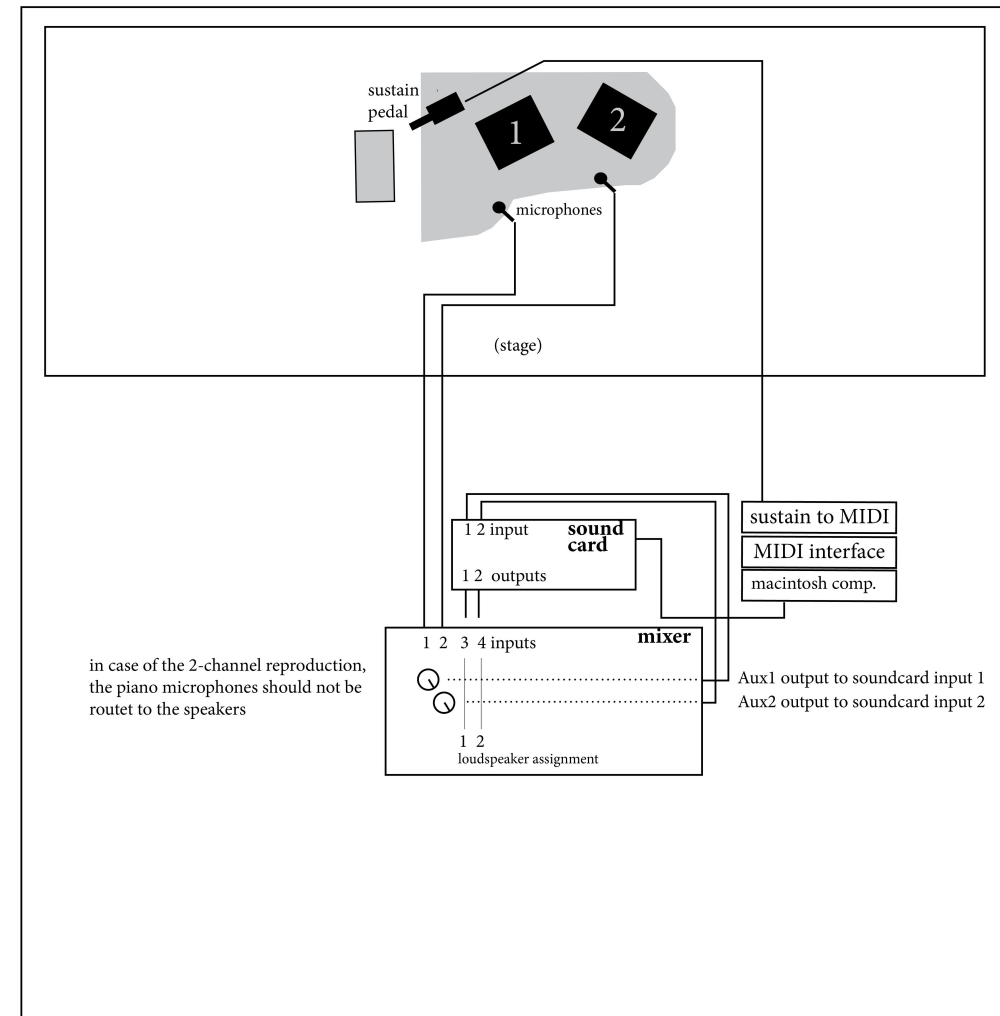 sustain
pedal
1
2
microphones
(stage)
sustain to MIDI
1 2 input
sound
card
MIDI interface
1 2 outputs
macintosh comp.
mixer
1 2 3 4 inputs
in case of the 2-channel reproduction,
the piano microphones should not be
routet to the speakers
Aux1 output to soundcard input 1
Aux2 output to soundcard input 2
1 2
loudspeaker assignment